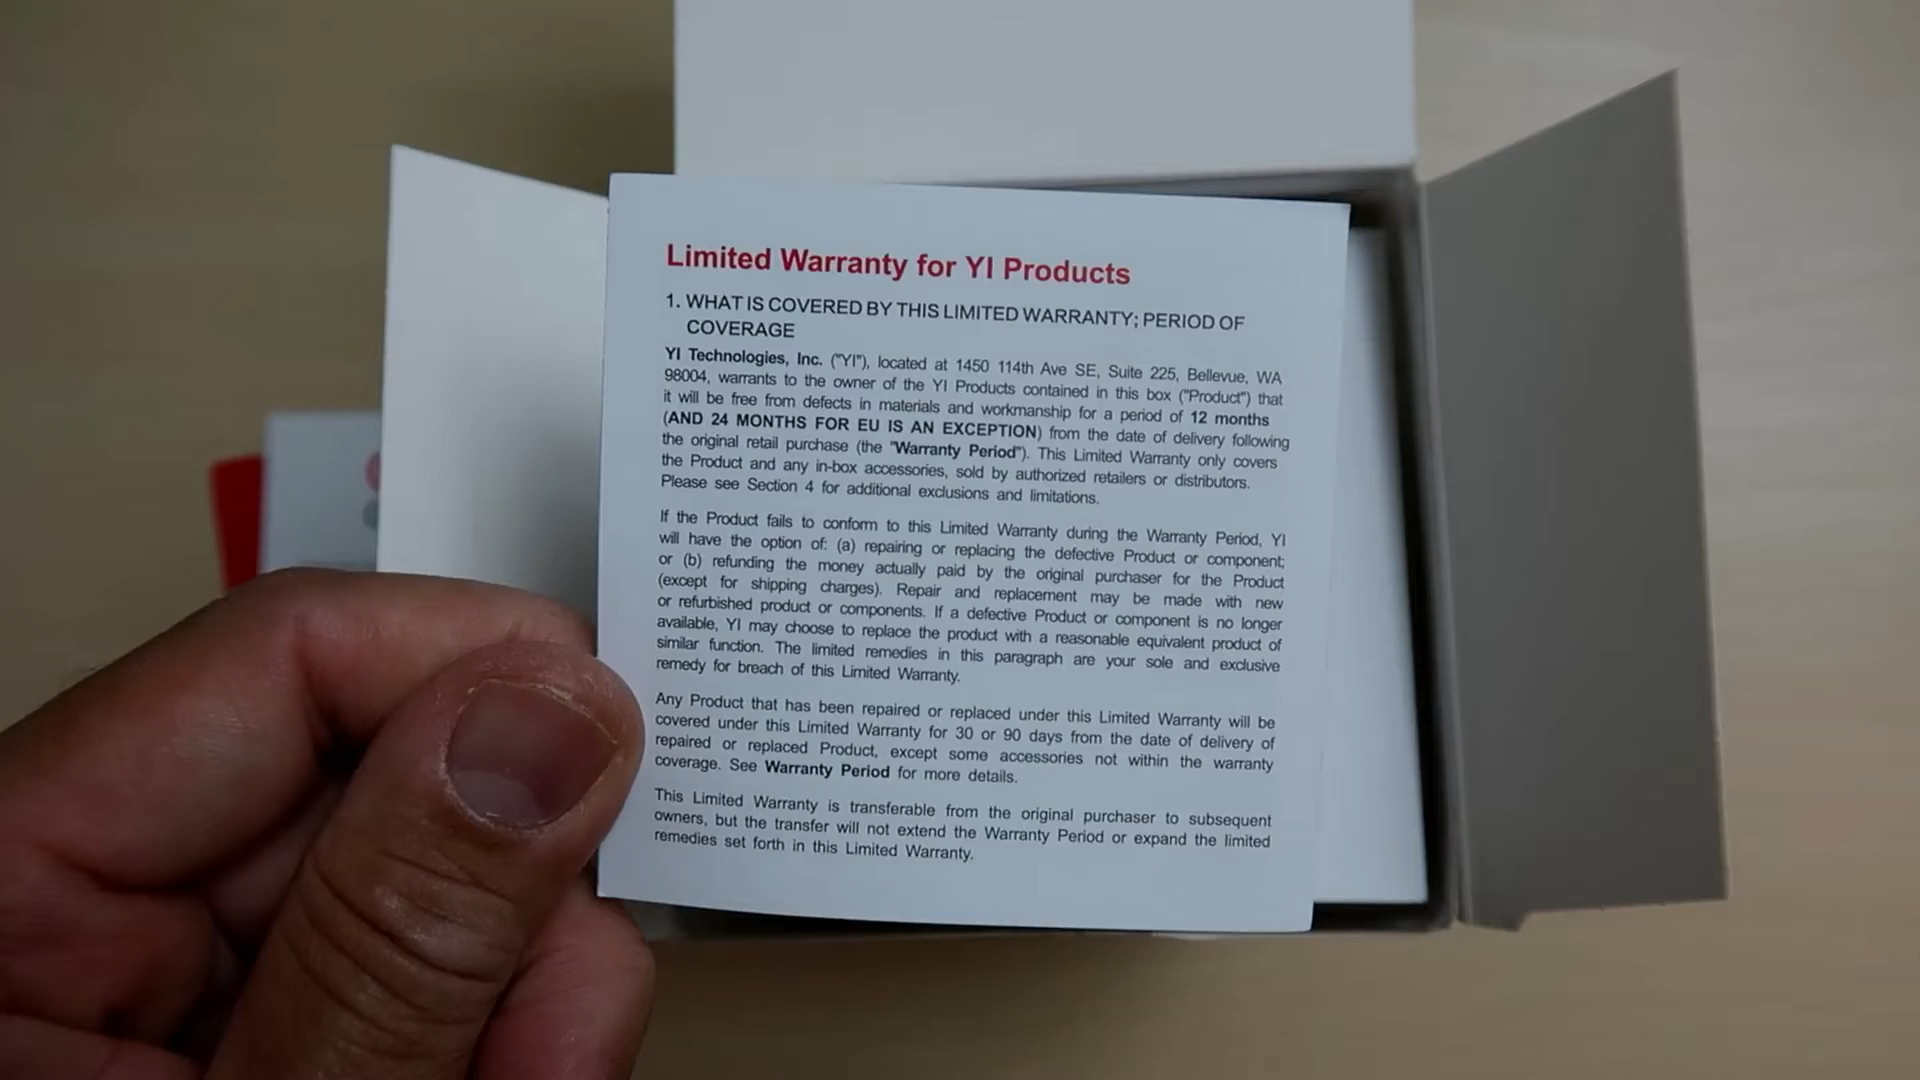 Limited Warranty for YI Products
1. WHAT IS COVERED BY THIS LIMITED WARRANTY; PERIOD OF
COVERAGE
YI Technologies, Inc. ("YI"), located at 1450 114th Ave SE, Suite 225, Bellevue, WA
98004, warrants to the owner of the YI Products contained in this box ("Product") that
it will be free from defects in materials and workmanship for a period of 12 months
(AND 24 MONTHS FOR EU IS AN EXCEPTION) from the date of delivery following
the original retail purchase (the "Warranty Period"). This Limited Warranty only covers
the Product and any in-box accessories, sold by authorized retailers or distributors.
Please see Section 4 for additional exclusions and limitations.
If the Product fails to conform to this Limited Warranty during the Warranty Period, YI
will have the option of: (a) repairing or replacing the defective Product or component;
or (b) refunding the money actually paid by the original purchaser for the Product
(except for shipping charges). Repair and replacement may be made with new
or refurbished product or components. If a defective Product or component is no longer
available, YI may choose to replace the product with a reasonable equivalent product of
similar function. The limited remedies in this paragraph are your sole and exclusive
remedy for breach of this Limited Warranty.
Any Product that has been repaired or replaced under this Limited Warranty will be
covered under this Limited Warranty for 30 or 90 days from the date of delivery of
repaired or replaced Product, except some accessories not within the warranty
coverage. See Warranty Period for more details.
This Limited Warranty is transferable from the original purchaser to subsequent
owners, but the transfer will not extend the Warranty Period or expand the limited
remedies set forth in this Limited Warranty.